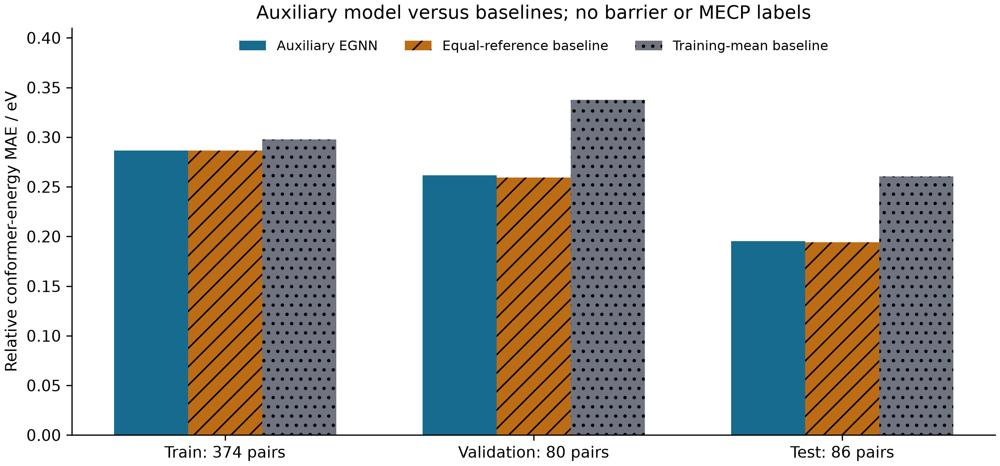 Auxiliary model versus baselines; no barrier or MECP labels
Auxiliary EGNN
Equal-reference baseline
Training-mean baseline
Relative conformer-energy MAE / eV
0.40
0.35
0.30
0.25
0.20
0.15
0.10
0.05
0.00
Train: 374 pairs
Validation: 80 pairs
Test: 86 pairs